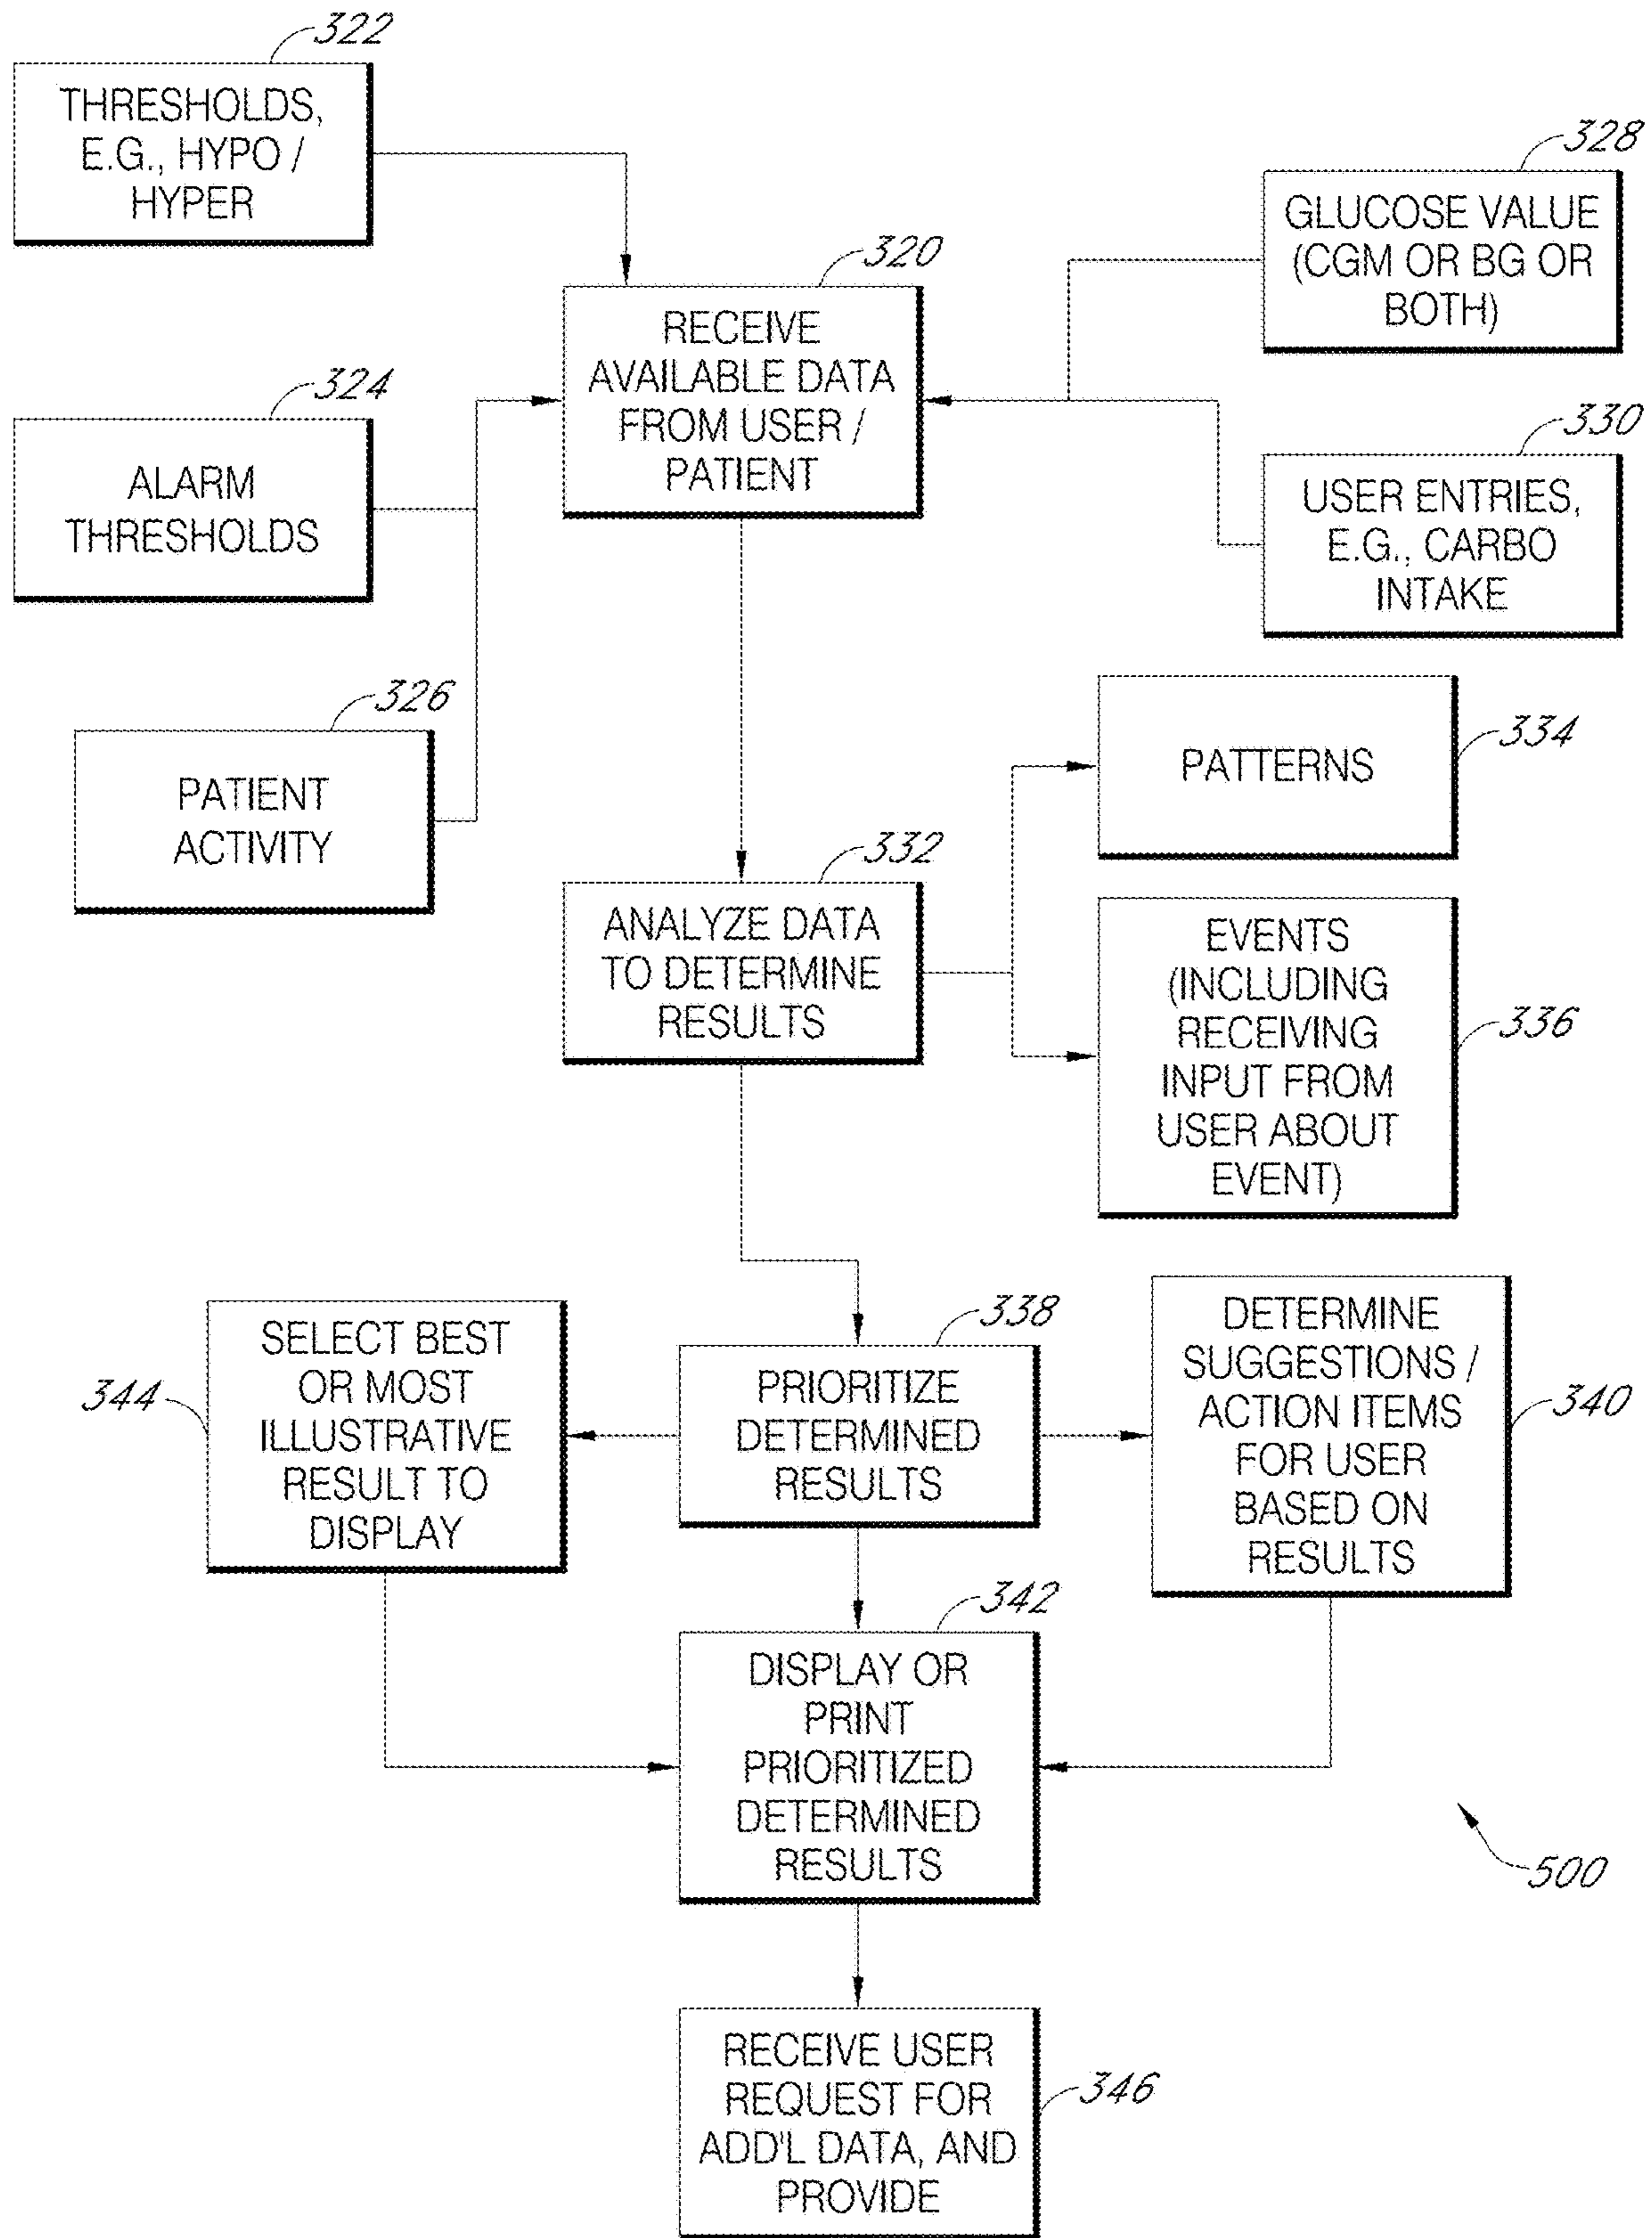 322
THRESHOLDS,
E.G., HYPO /
HYPER
328
GLUCOSE VALUE
(CGM OR BG OR
BOTH)
320
RECEIVE
AVAILABLE DATA
FROM USER /
PATIENT
324
ALARM
THRESHOLDS
330
USER ENTRIES,
E.G., CARBO
INTAKE
326
PATIENT
ACTIVITY
334
PATTERNS
332
ANALYZE DATA
TO DETERMINE
RESULTS
336
EVENTS
(INCLUDING
RECEIVING
INPUT FROM
USER ABOUT
EVENT)
344
SELECT BEST
OR MOST
ILLUSTRATIVE
RESULT TO
DISPLAY
338
PRIORITIZE
DETERMINED
RESULTS
340
DETERMINE
SUGGESTIONS /
ACTION ITEMS
FOR USER
BASED ON
RESULTS
342
DISPLAY OR
PRINT
PRIORITIZED
DETERMINED
RESULTS
500
346
RECEIVE USER
REQUEST FOR
ADD'L DATA, AND
PROVIDE